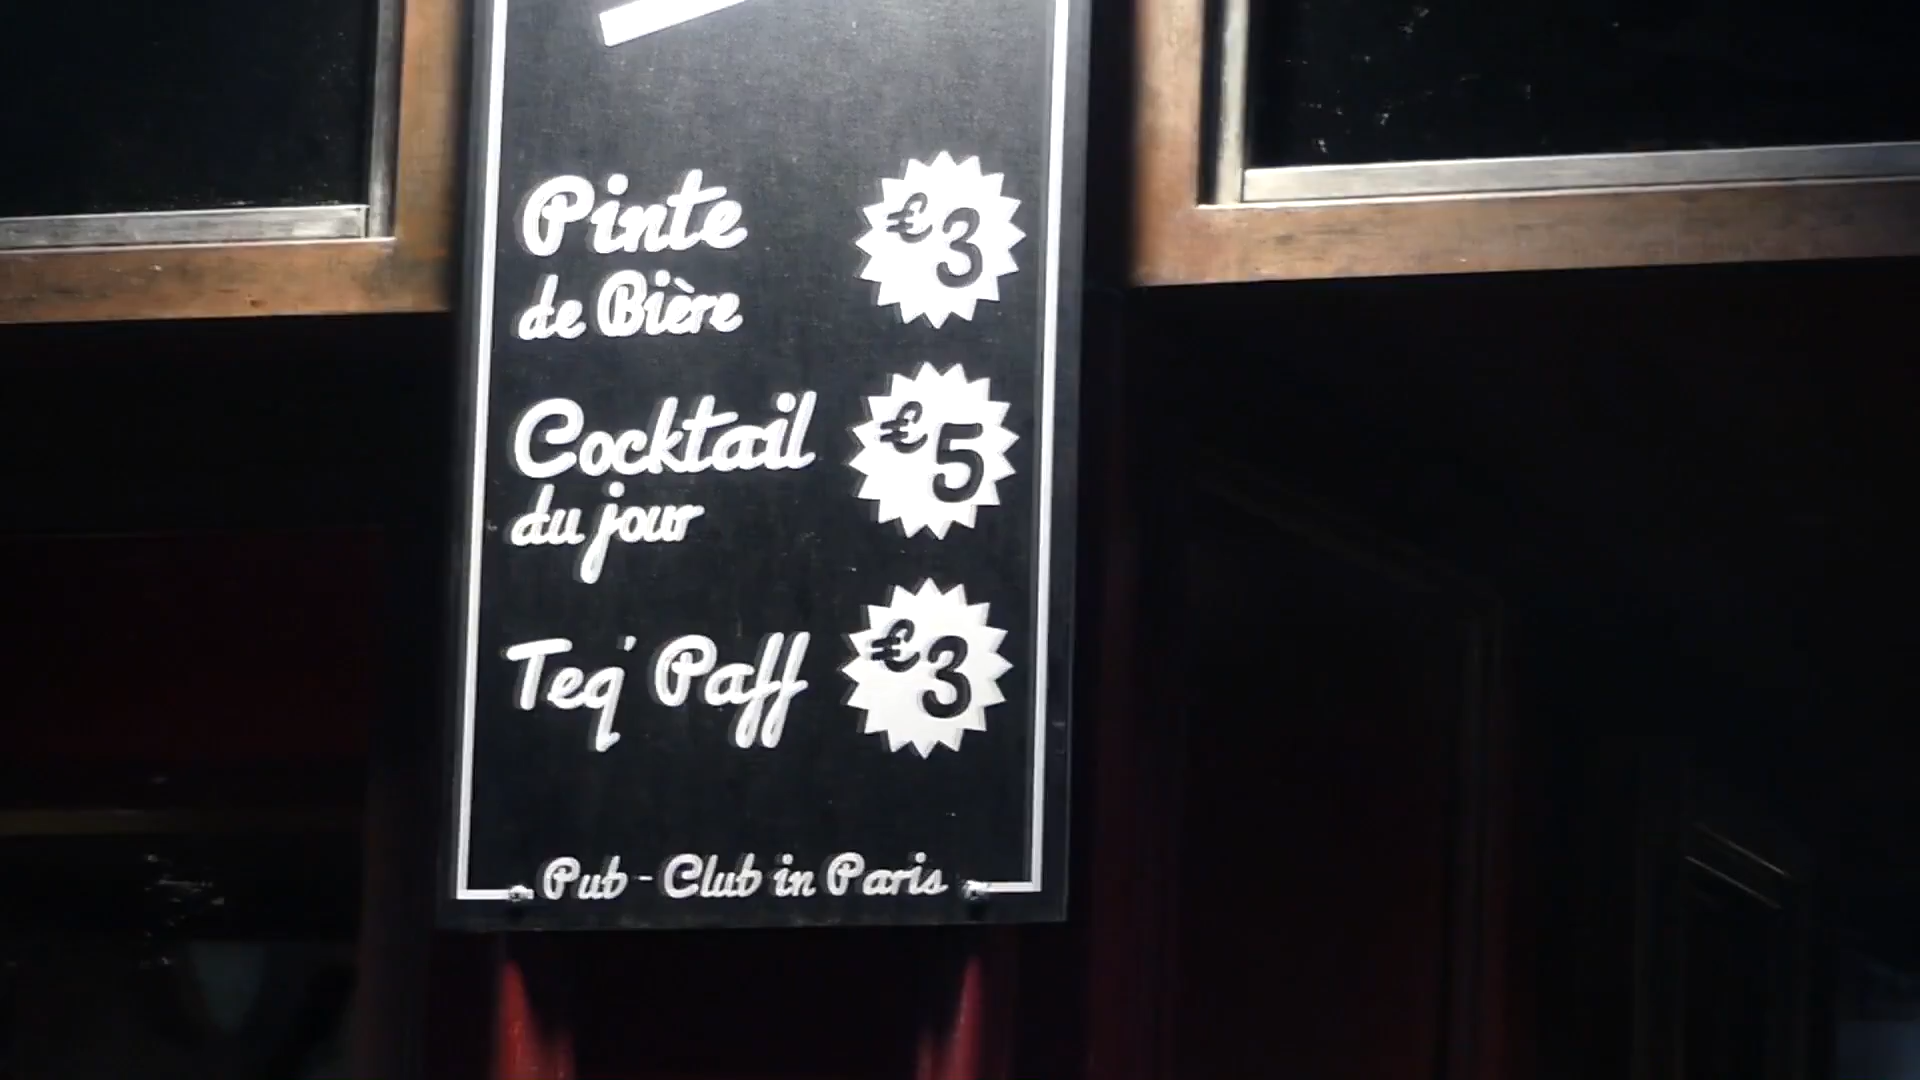 Pinte
de Bière
€3
Cocktail
du jour
€5
Teq' Paff
€3
Pub - Club in Paris